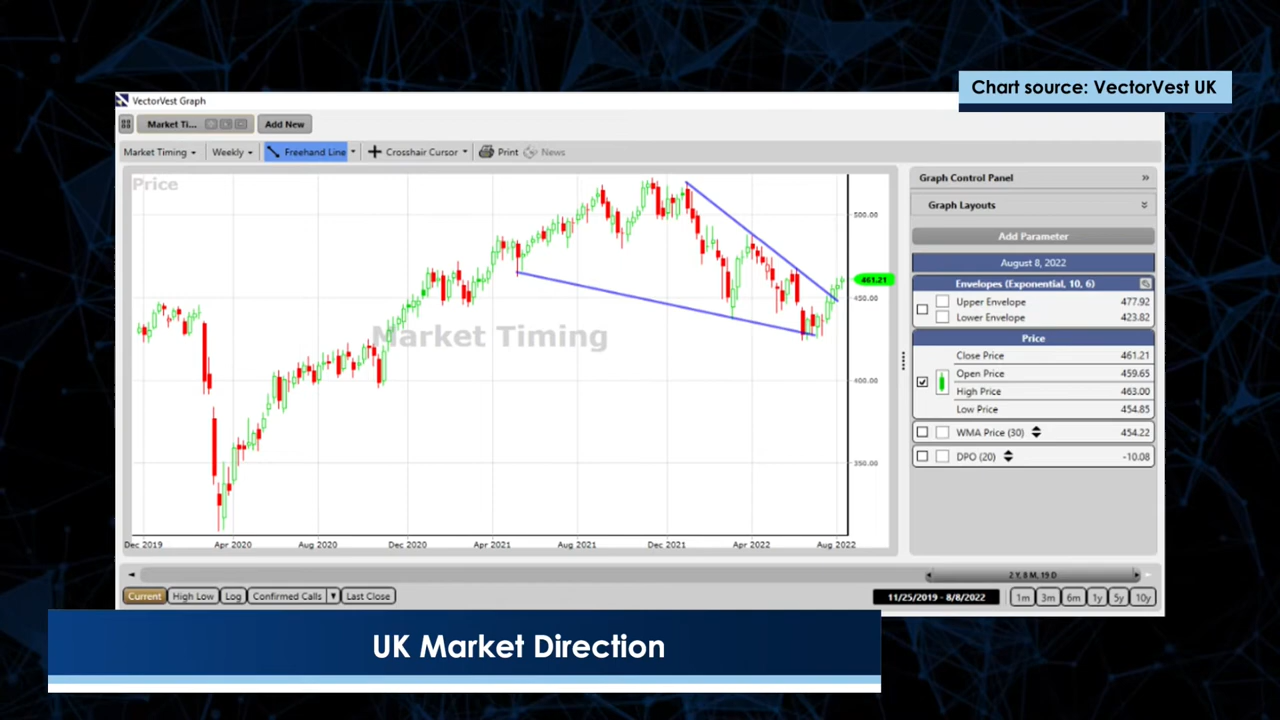 Chart source: VectorVest UK
VectorVest Graph
Market Ti... Add New
Market Timing Weekly Freehand Line Crosshair Cursor Print News
Price
Market Timing
500.00
461.21
450.00
400.00
350.00
Dec 2019 Apr 2020 Aug 2020 Dec 2020 Apr 2021 Aug 2021 Dec 2021 Apr 2022 Aug 2022
Graph Control Panel
Graph Layouts
Add Parameter
August 8, 2022
Envelopes (Exponential, 10, 6)
Upper Envelope 477.92
Lower Envelope 423.82
Price
Close Price 461.21
Open Price 459.65
High Price 463.00
Low Price 454.85
WMA Price (30) 454.22
DPO (20) -10.08
2 Y, 8 M, 19 D
Current High Low Log Confirmed Calls Last Close 11/25/2019 - 8/8/2022 1m 3m 6m 1y 5y 10y
UK Market Direction